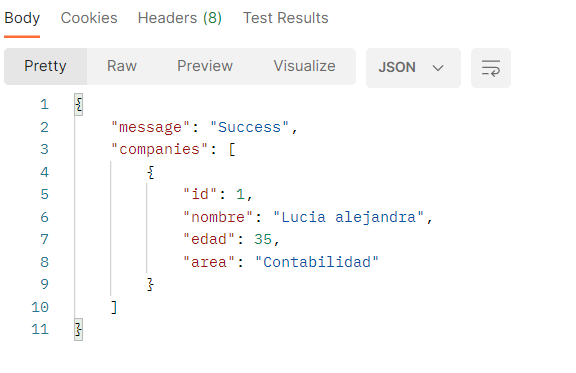 Body Cookies Headers (8) Test Results
Pretty Raw Preview Visualize JSON
1 {
2 "message": "Success",
3 "companies": [
4 {
5 "id": 1,
6 "nombre": "Lucia alejandra",
7 "edad": 35,
8 "area": "Contabilidad"
9 }
10 ]
11 }